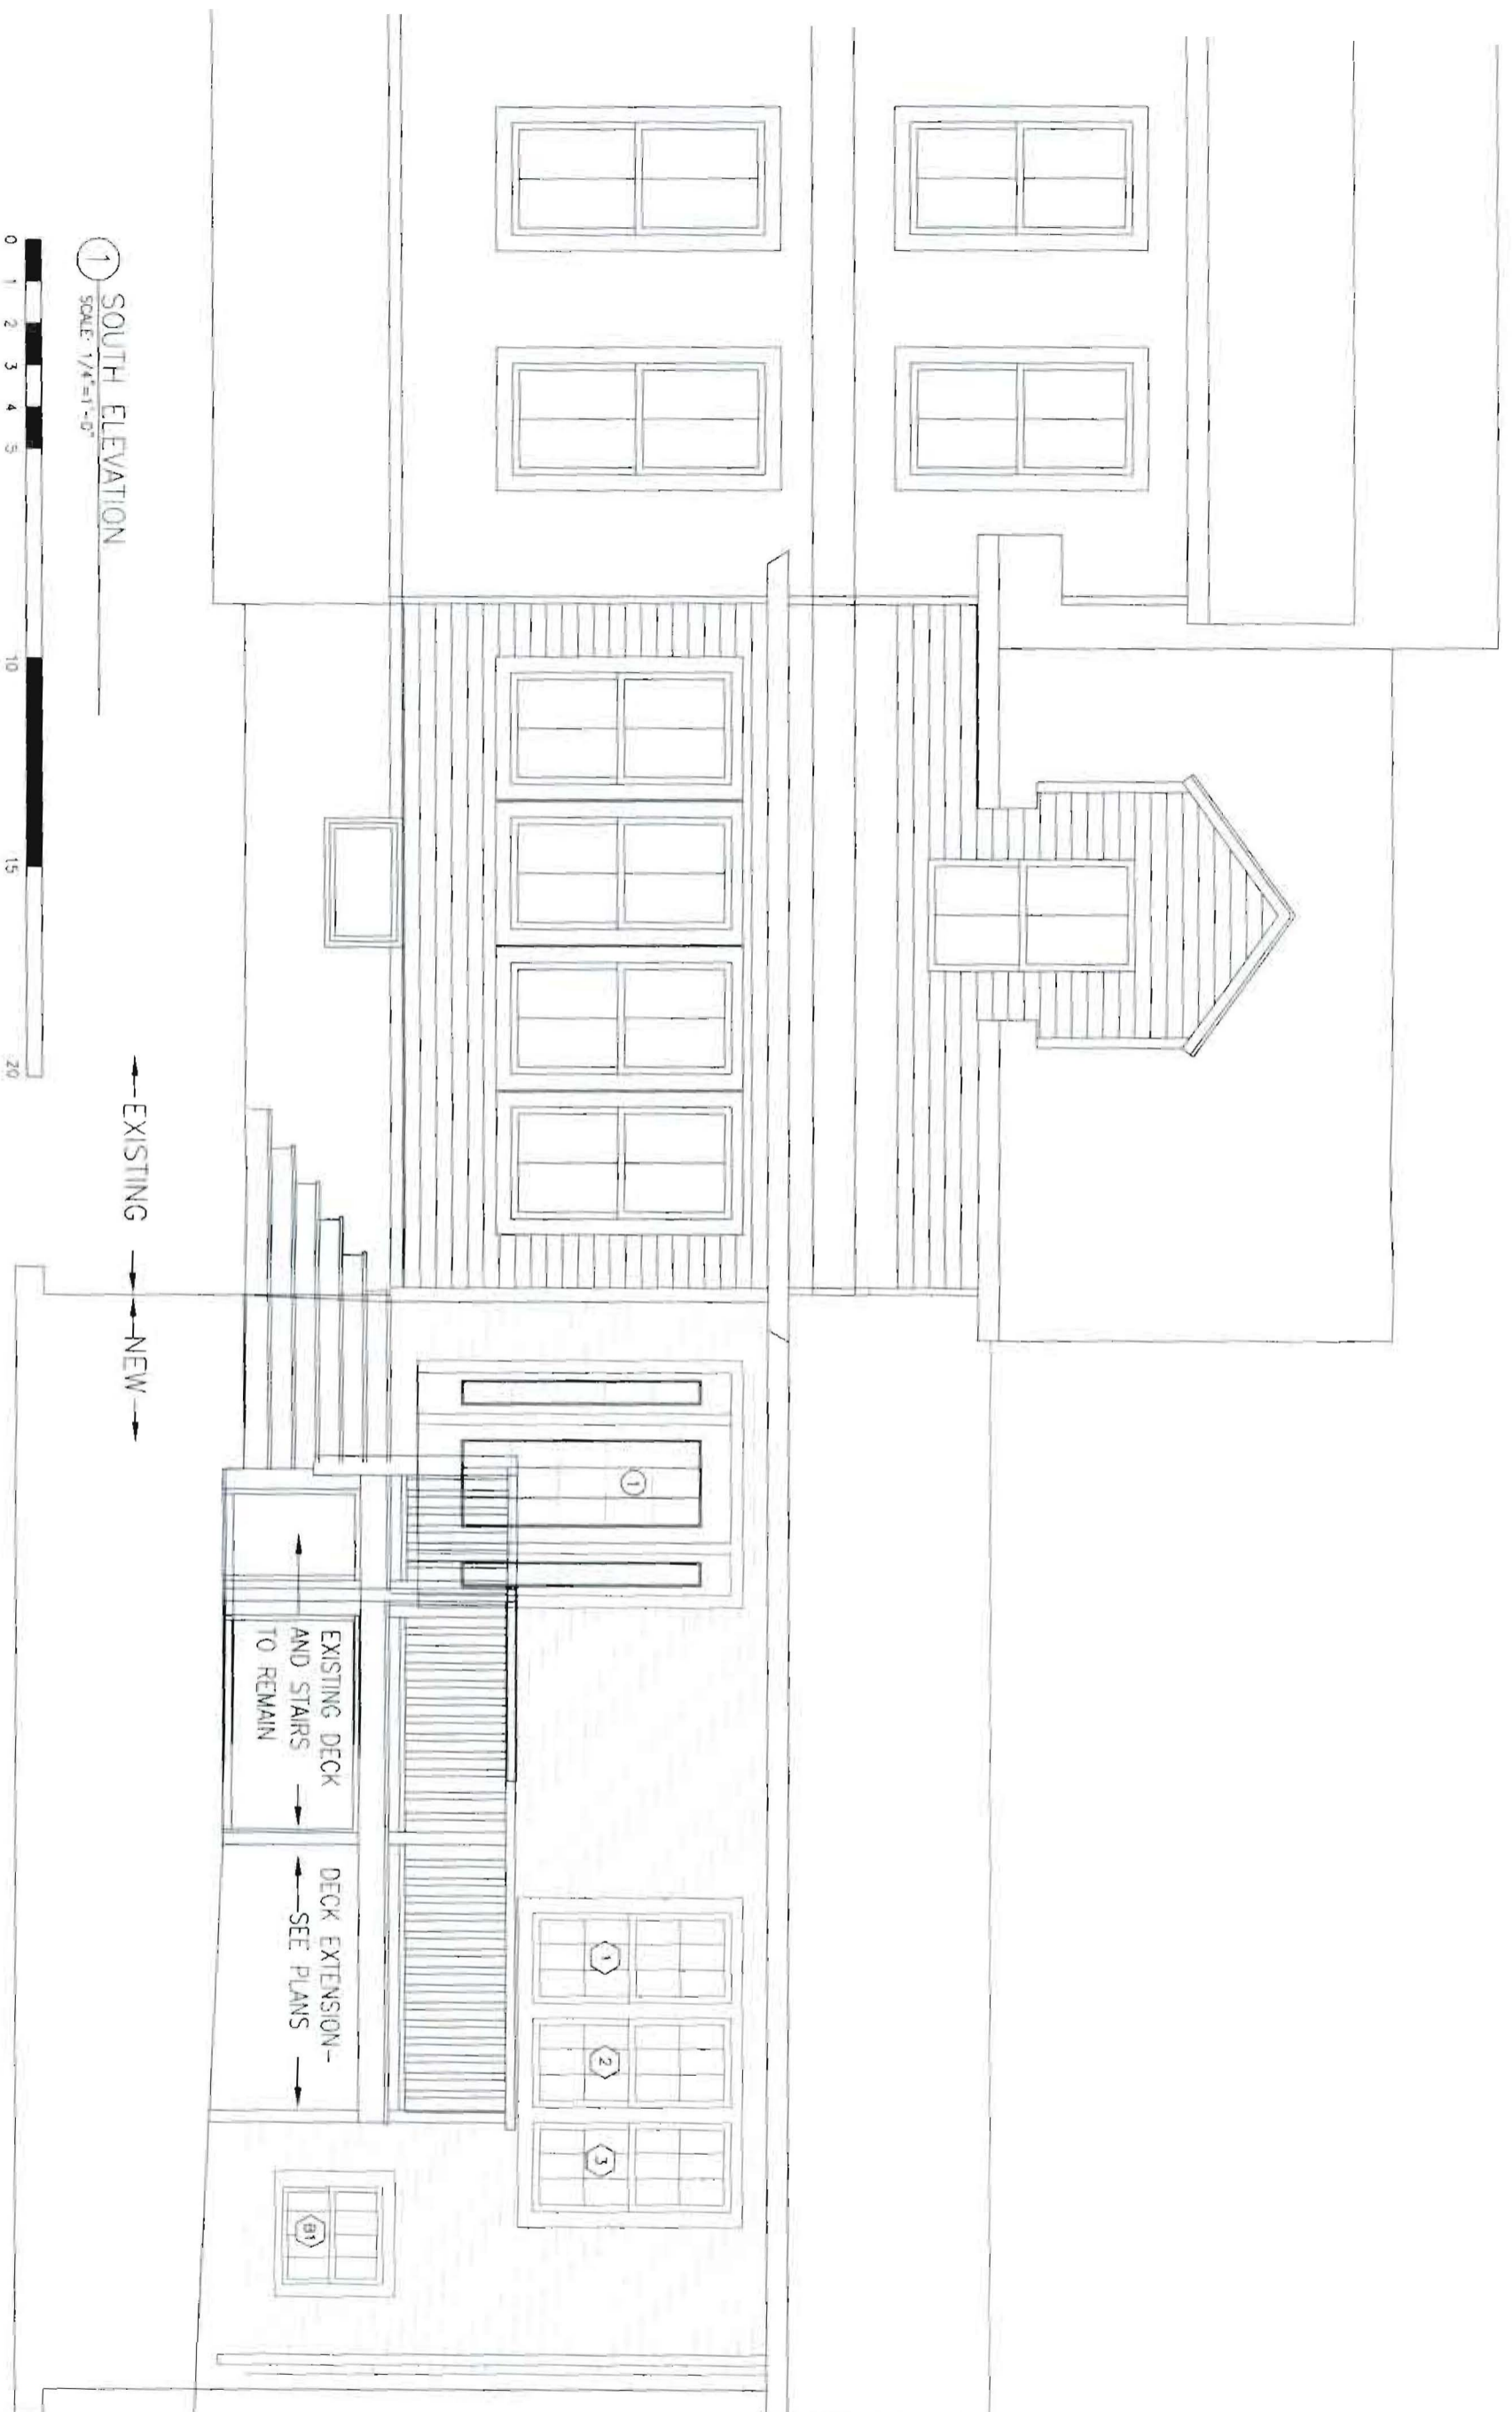 1
1
2
3
EXISTING DECK
AND STAIRS
TO REMAIN
DECK EXTENSION-
SEE PLANS
B1
EXISTING
NEW
1
SOUTH ELEVATION
SCALE: 1/4"=1'-0"
0 1 2 3 4 5 10 15 20